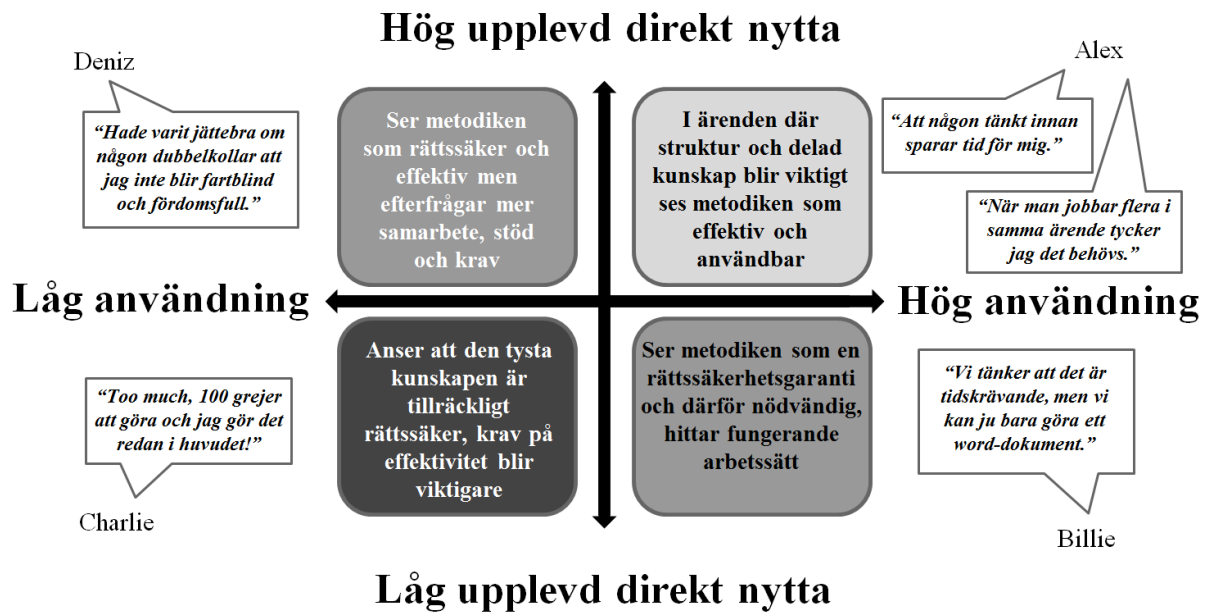 Hög upplevd direkt nytta
Deniz
“Hade varit jättebra om
någon dubbelkollar att
jag inte blir fartblind
och fördomsfull.”
Ser metodiken
som rättssäker och
effektiv men
efterfrågar mer
samarbete, stöd
och krav
I ärenden där
struktur och delad
kunskap blir viktigt
ses metodiken som
effektiv och
användbar
Alex
“Att någon tänkt innan
sparar tid för mig.”
“När man jobbar flera i
samma ärende tycker
jag det behövs.”
Låg användning
Hög användning
“Too much, 100 grejer
att göra och jag gör det
redan i huvudet!”
Charlie
Anser att den tysta
kunskapen är
tillräckligt
rättssäker, krav på
effektivitet blir
viktigare
Ser metodiken som en
rättssäkerhetsgaranti
och därför nödvändig,
hittar fungerande
arbetssätt
“Vi tänker att det är
tidskrävande, men vi
kan ju bara göra ett
word-dokument.”
Billie
Låg upplevd direkt nytta